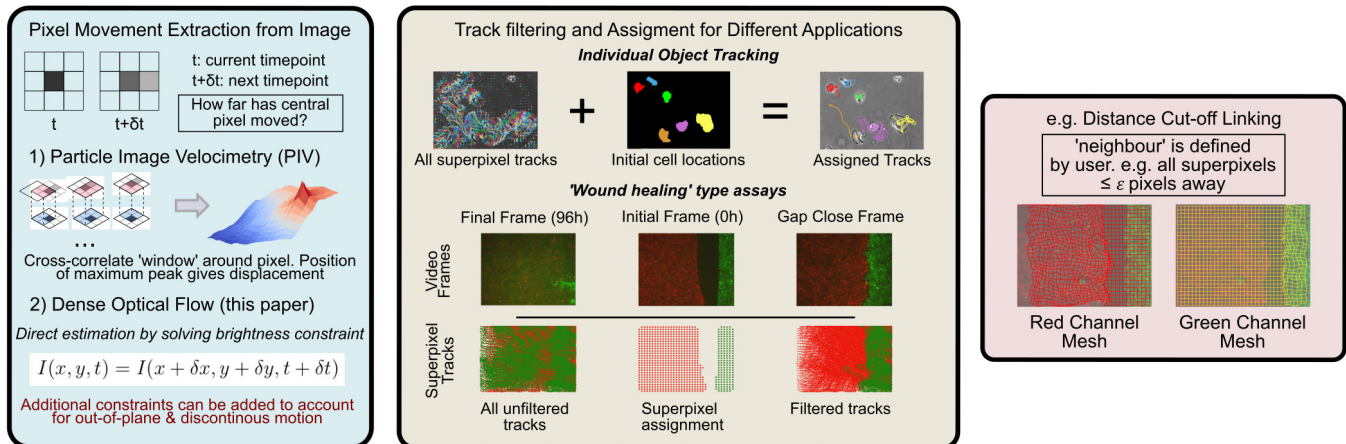 Pixel Movement Extraction from Image
t: current timepoint
t+δt: next timepoint
How far has central
pixel moved?
t
t+δt
1) Particle Image Velocimetry (PIV)
...
Cross-correlate 'window' around pixel. Position
of maximum peak gives displacement
2) Dense Optical Flow (this paper)
Direct estimation by solving brightness constraint
I(x, y, t) = I(x + δx, y + δy, t + δt)
Additional constraints can be added to account
for out-of-plane & discontinous motion
Track filtering and Assigment for Different Applications
Individual Object Tracking
+
=
All superpixel tracks
Initial cell locations
Assigned Tracks
'Wound healing' type assays
Final Frame (96h)
Initial Frame (0h)
Gap Close Frame
Video
Frames
Superpixel
Tracks
All unfiltered
tracks
Superpixel
assignment
Filtered tracks
e.g. Distance Cut-off Linking
'neighbour' is defined
by user. e.g. all superpixels
≤ ε pixels away
Red Channel
Mesh
Green Channel
Mesh